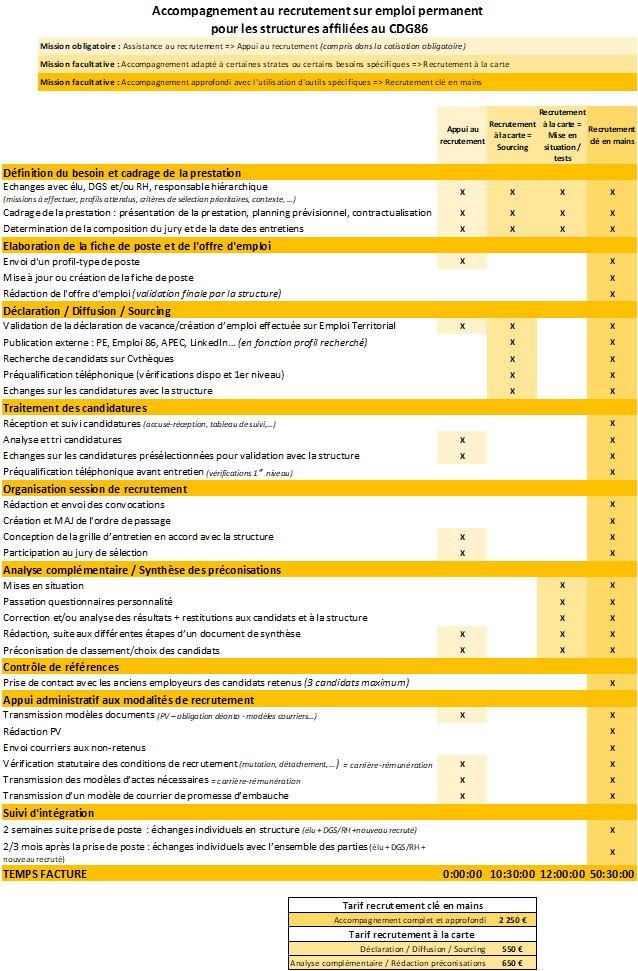 Accompagnement au recrutement sur emploi permanent
pour les structures affiliées au CDG86
Mission obligatoire : Assistance au recrutement => Appui au recrutement (compris dans la cotisation obligatoire)
Mission facultative : Accompagnement adapté à certaines strates ou certains besoins spécifiques => Recrutement à la carte
Mission facultative : Accompagnement approfondi avec l'utilisation d'outils spécifiques => Recrutement clé en mains
Appui au recrutement
Recrutement à la carte = Sourcing
Recrutement à la carte = Mise en situation / tests
Recrutement clé en mains
Définition du besoin et cadrage de la prestation
Echanges avec élu, DGS et/ou RH, responsable hiérarchique X X X X
(missions à effectuer, profils attendus, critères de sélection prioritaires, contexte, ...)
Cadrage de la prestation : présentation de la prestation, planning prévisionnel, contractualisation X X X X
Determination de la composition du jury et de la date des entretiens X X X X
Elaboration de la fiche de poste et de l'offre d'emploi
Envoi d'un profil-type de poste X X
Mise à jour ou création de la fiche de poste X
Rédaction de l'offre d'emploi (validation finale par la structure) X
Déclaration / Diffusion / Sourcing
Validation de la déclaration de vacance/création d'emploi effectuée sur Emploi Territorial X X X
Publication externe : PE, Emploi 86, APEC, LinkedIn... (en fonction profil recherché) X X
Recherche de candidats sur Cvthèques X X
Préqualification téléphonique (vérifications dispo et 1er niveau) X X
Echanges sur les candidatures avec la structure X X
Traitement des candidatures
Réception et suivi candidatures (accusé-réception, tableau de suivi,...) X
Analyse et tri candidatures X X
Echanges sur les candidatures présélectionnées pour validation avec la structure X X
Préqualification téléphonique avant entretien (vérifications 1er niveau) X
Organisation session de recrutement
Rédaction et envoi des convocations X
Création et MAJ de l'ordre de passage X
Conception de la grille d'entretien en accord avec la structure X X
Participation au jury de sélection X X
Analyse complémentaire / Synthèse des préconisations
Mises en situation X X
Passation questionnaires personnalité X X
Correction et/ou analyse des résultats + restitutions aux candidats et à la structure X X
Rédaction, suite aux différentes étapes d'un document de synthèse X X X
Préconisation de classement/choix des candidats X X X
Contrôle de références
Prise de contact avec les anciens employeurs des candidats retenus (3 candidats maximum) X
Appui administratif aux modalités de recrutement
Transmission modèles documents (PV – obligation déonto - modèles courriers...) X X
Rédaction PV X
Envoi courriers aux non-retenus X
Vérification statutaire des conditions de recrutement (mutation, détachement,...) = carrière-rémunération X X
Transmission des modèles d'actes nécessaires = carrière-rémunération X X
Transmission d'un modèle de courrier de promesse d'embauche X X
Suivi d'intégration
2 semaines suite prise de poste : échanges individuels en structure (élu + DGS/RH +nouveau recruté) X
2/3 mois après la prise de poste : échanges individuels avec l'ensemble des parties (élu + DGS/RH + X
nouveau recruté)
TEMPS FACTURE 0:00:00 10:30:00 12:00:00 50:30:00
Tarif recrutement clé en mains
Accompagnement complet et approfondi 2 250 €
Tarif recrutement à la carte
Déclaration / Diffusion / Sourcing 550 €
Analyse complémentaire / Rédaction préconisations 650 €